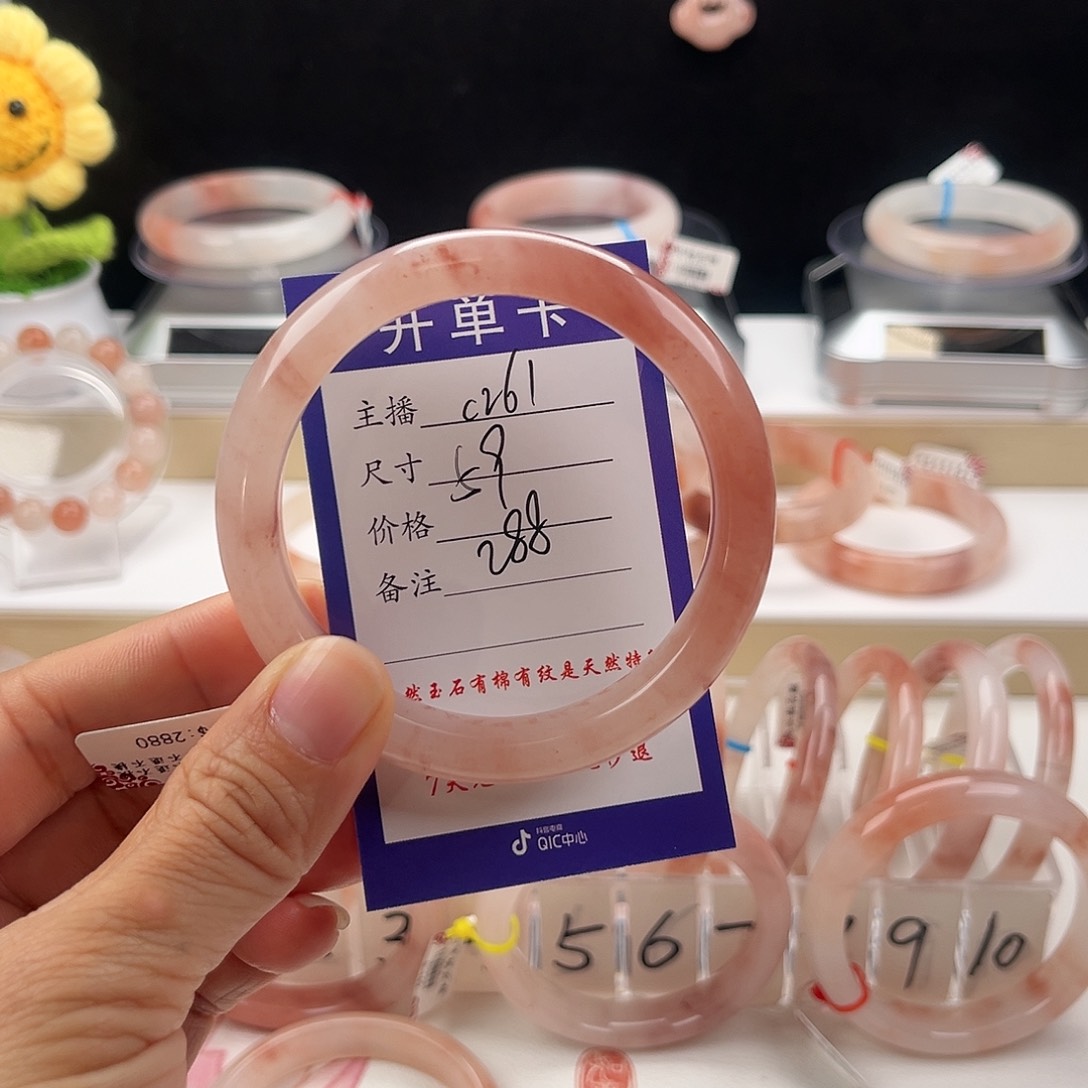 开单卡
主播 c261
尺寸 59
价格 288
备注
然玉石有棉有纹是天然特
退
抖音电商
QIC中心
:2880
5 6 9 10